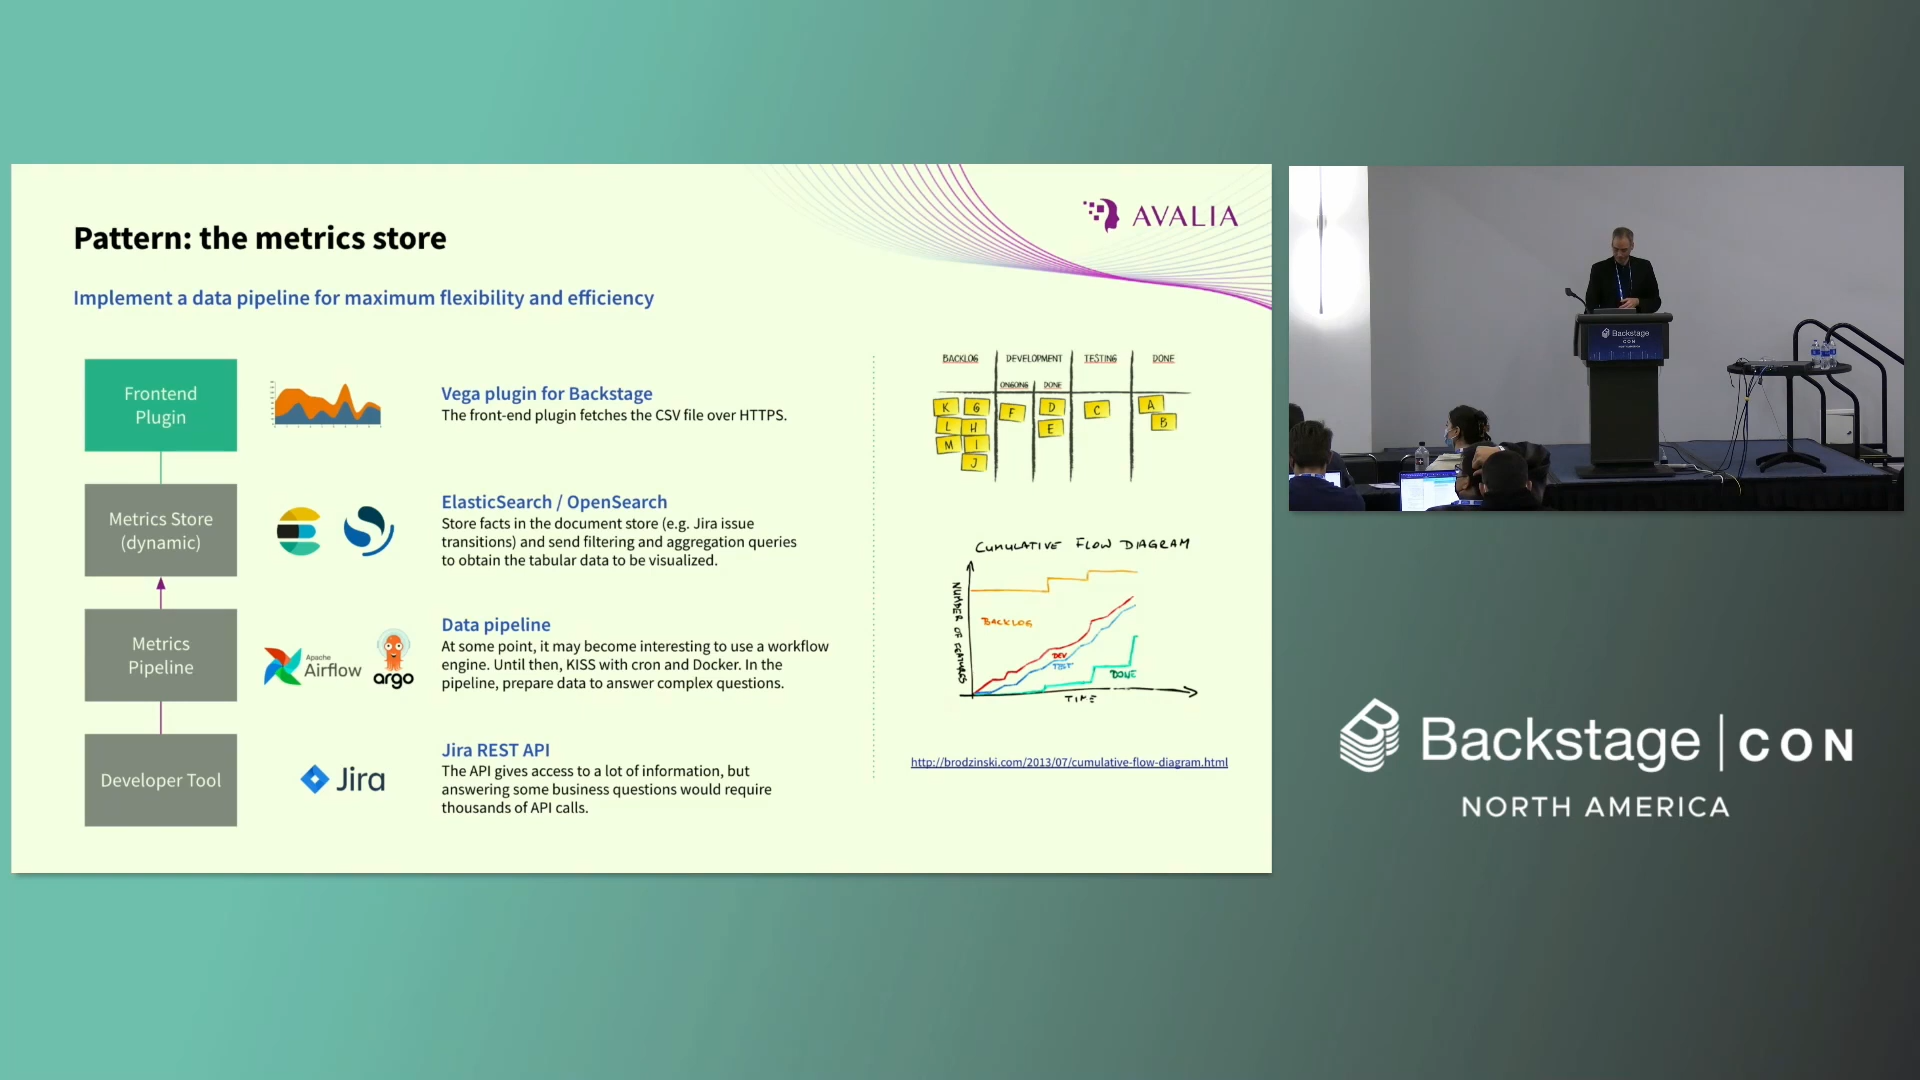 Pattern: the metrics store
AVALIA
Implement a data pipeline for maximum flexibility and efficiency
Frontend
Plugin
Vega plugin for Backstage
The front-end plugin fetches the CSV file over HTTPS.
Metrics Store
(dynamic)
ElasticSearch / OpenSearch
Store facts in the document store (e.g. Jira issue
transitions) and send filtering and aggregation queries
to obtain the tabular data to be visualized.
Metrics
Pipeline
Apache
Airflow
argo
Data pipeline
At some point, it may become interesting to use a workflow
engine. Until then, KISS with cron and Docker. In the
pipeline, prepare data to answer complex questions.
Developer Tool
Jira
Jira REST API
The API gives access to a lot of information, but
answering some business questions would require
thousands of API calls.
BACKLOG DEVELOPMENT TESTING DONE
ONGOING DONE
K G F D C A
L H E B
M I
J
CUMULATIVE FLOW DIAGRAM
NUMBER OF FEATURES
BACKLOG
DEV
TEST
DONE
TIME
http://brodzinski.com/2013/07/cumulative-flow-diagram.html
Backstage
CON
Backstage | CON
NORTH AMERICA